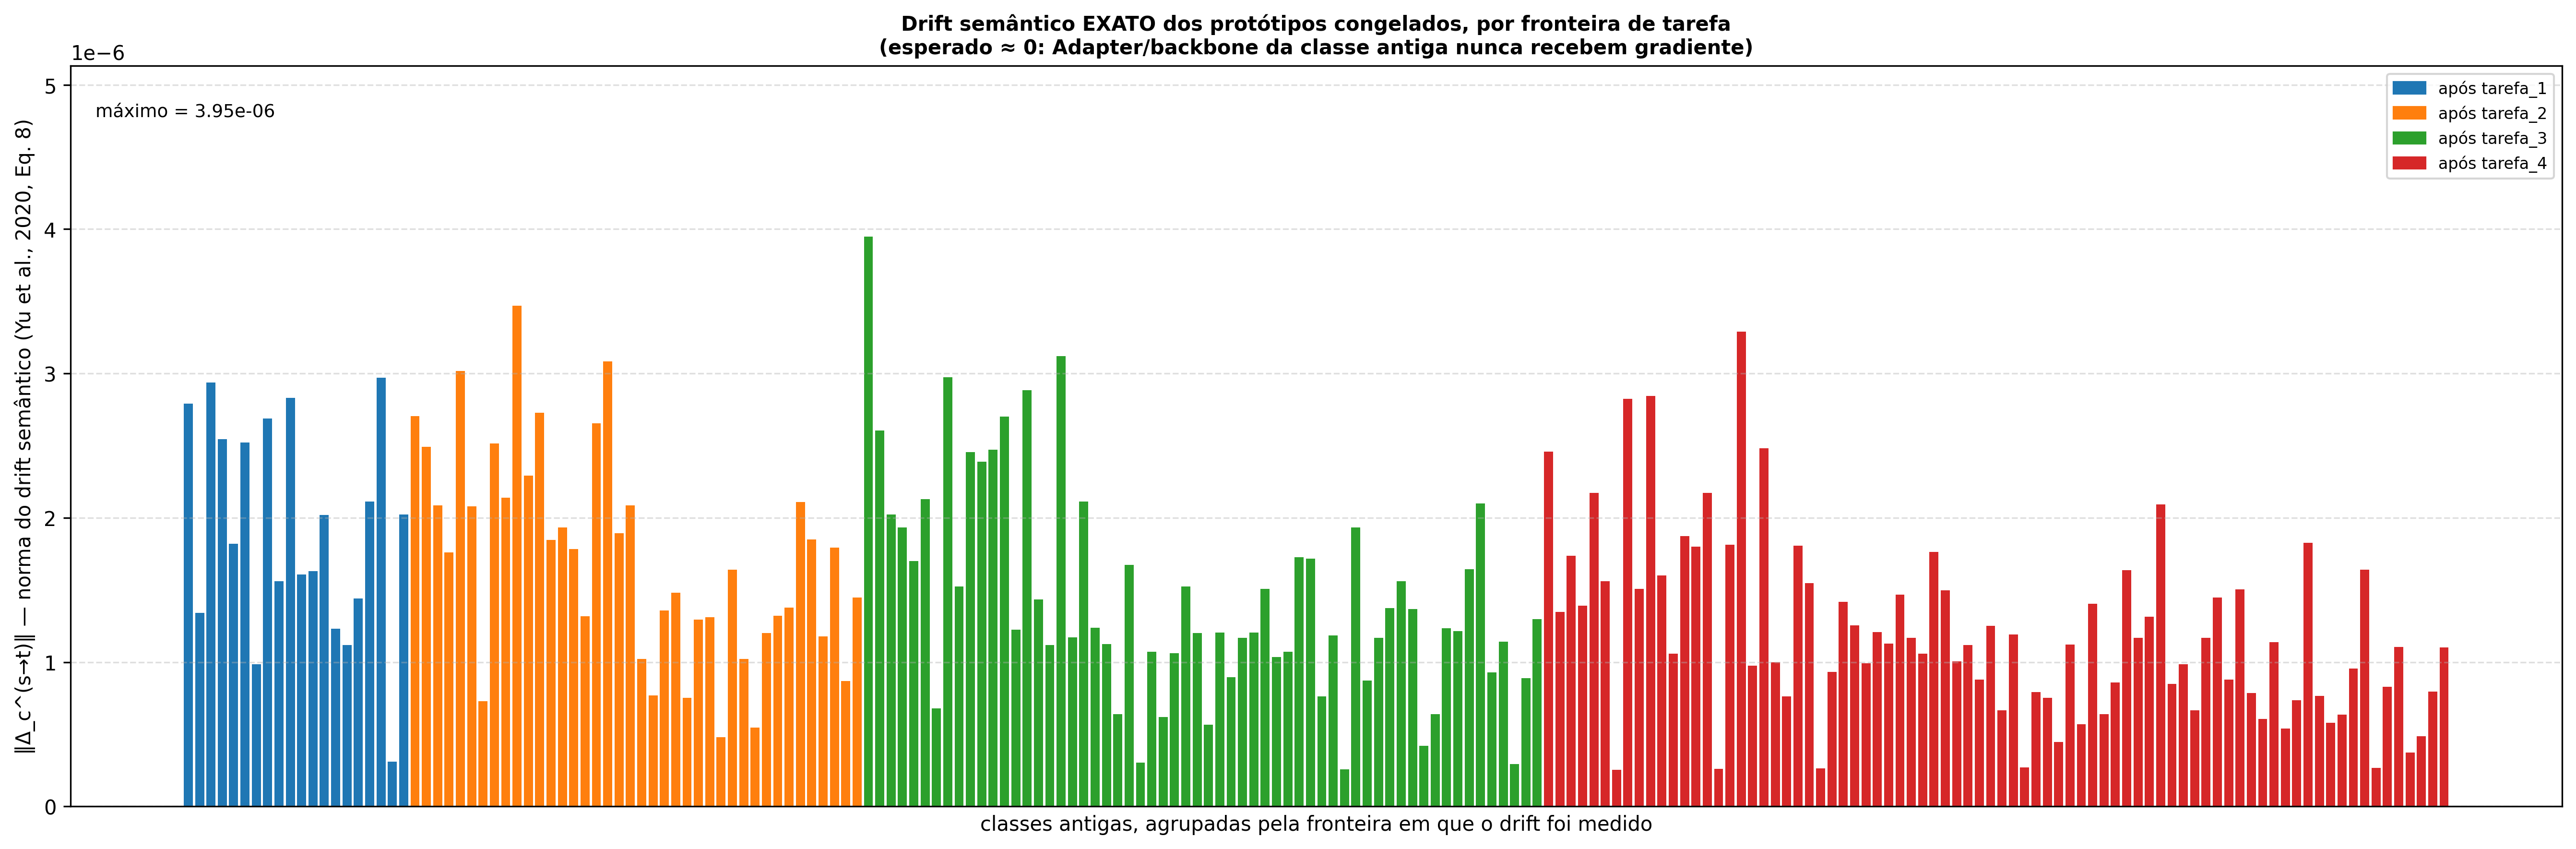 Drift semântico EXATO dos protótipos congelados, por fronteira de tarefa
(esperado ≈ 0: Adapter/backbone da classe antiga nunca recebem gradiente)
1e−6
máximo = 3.95e-06
após tarefa_1
após tarefa_2
após tarefa_3
após tarefa_4
‖Δ_c^(s→t)‖ — norma do drift semântico (Yu et al., 2020, Eq. 8)
5
4
3
2
1
0
classes antigas, agrupadas pela fronteira em que o drift foi medido